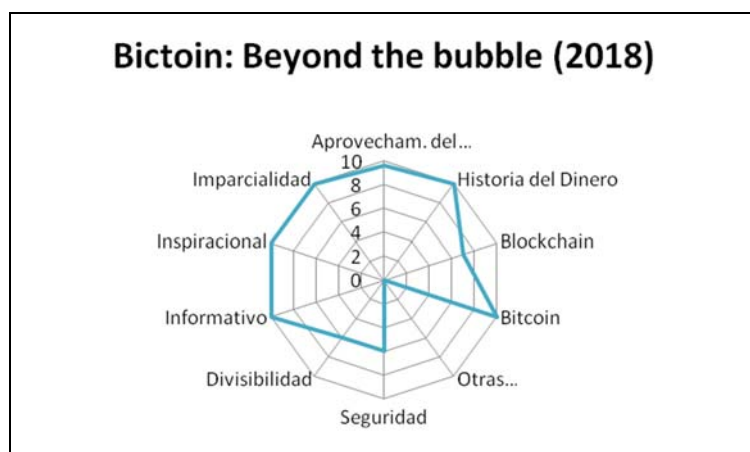 Bictoin: Beyond the bubble (2018)
Aprovecham. del...
Historia del Dinero
Blockchain
Bitcoin
Otras...
Seguridad
Divisibilidad
Informativo
Inspiracional
Imparcialidad
10
8
6
4
2
0